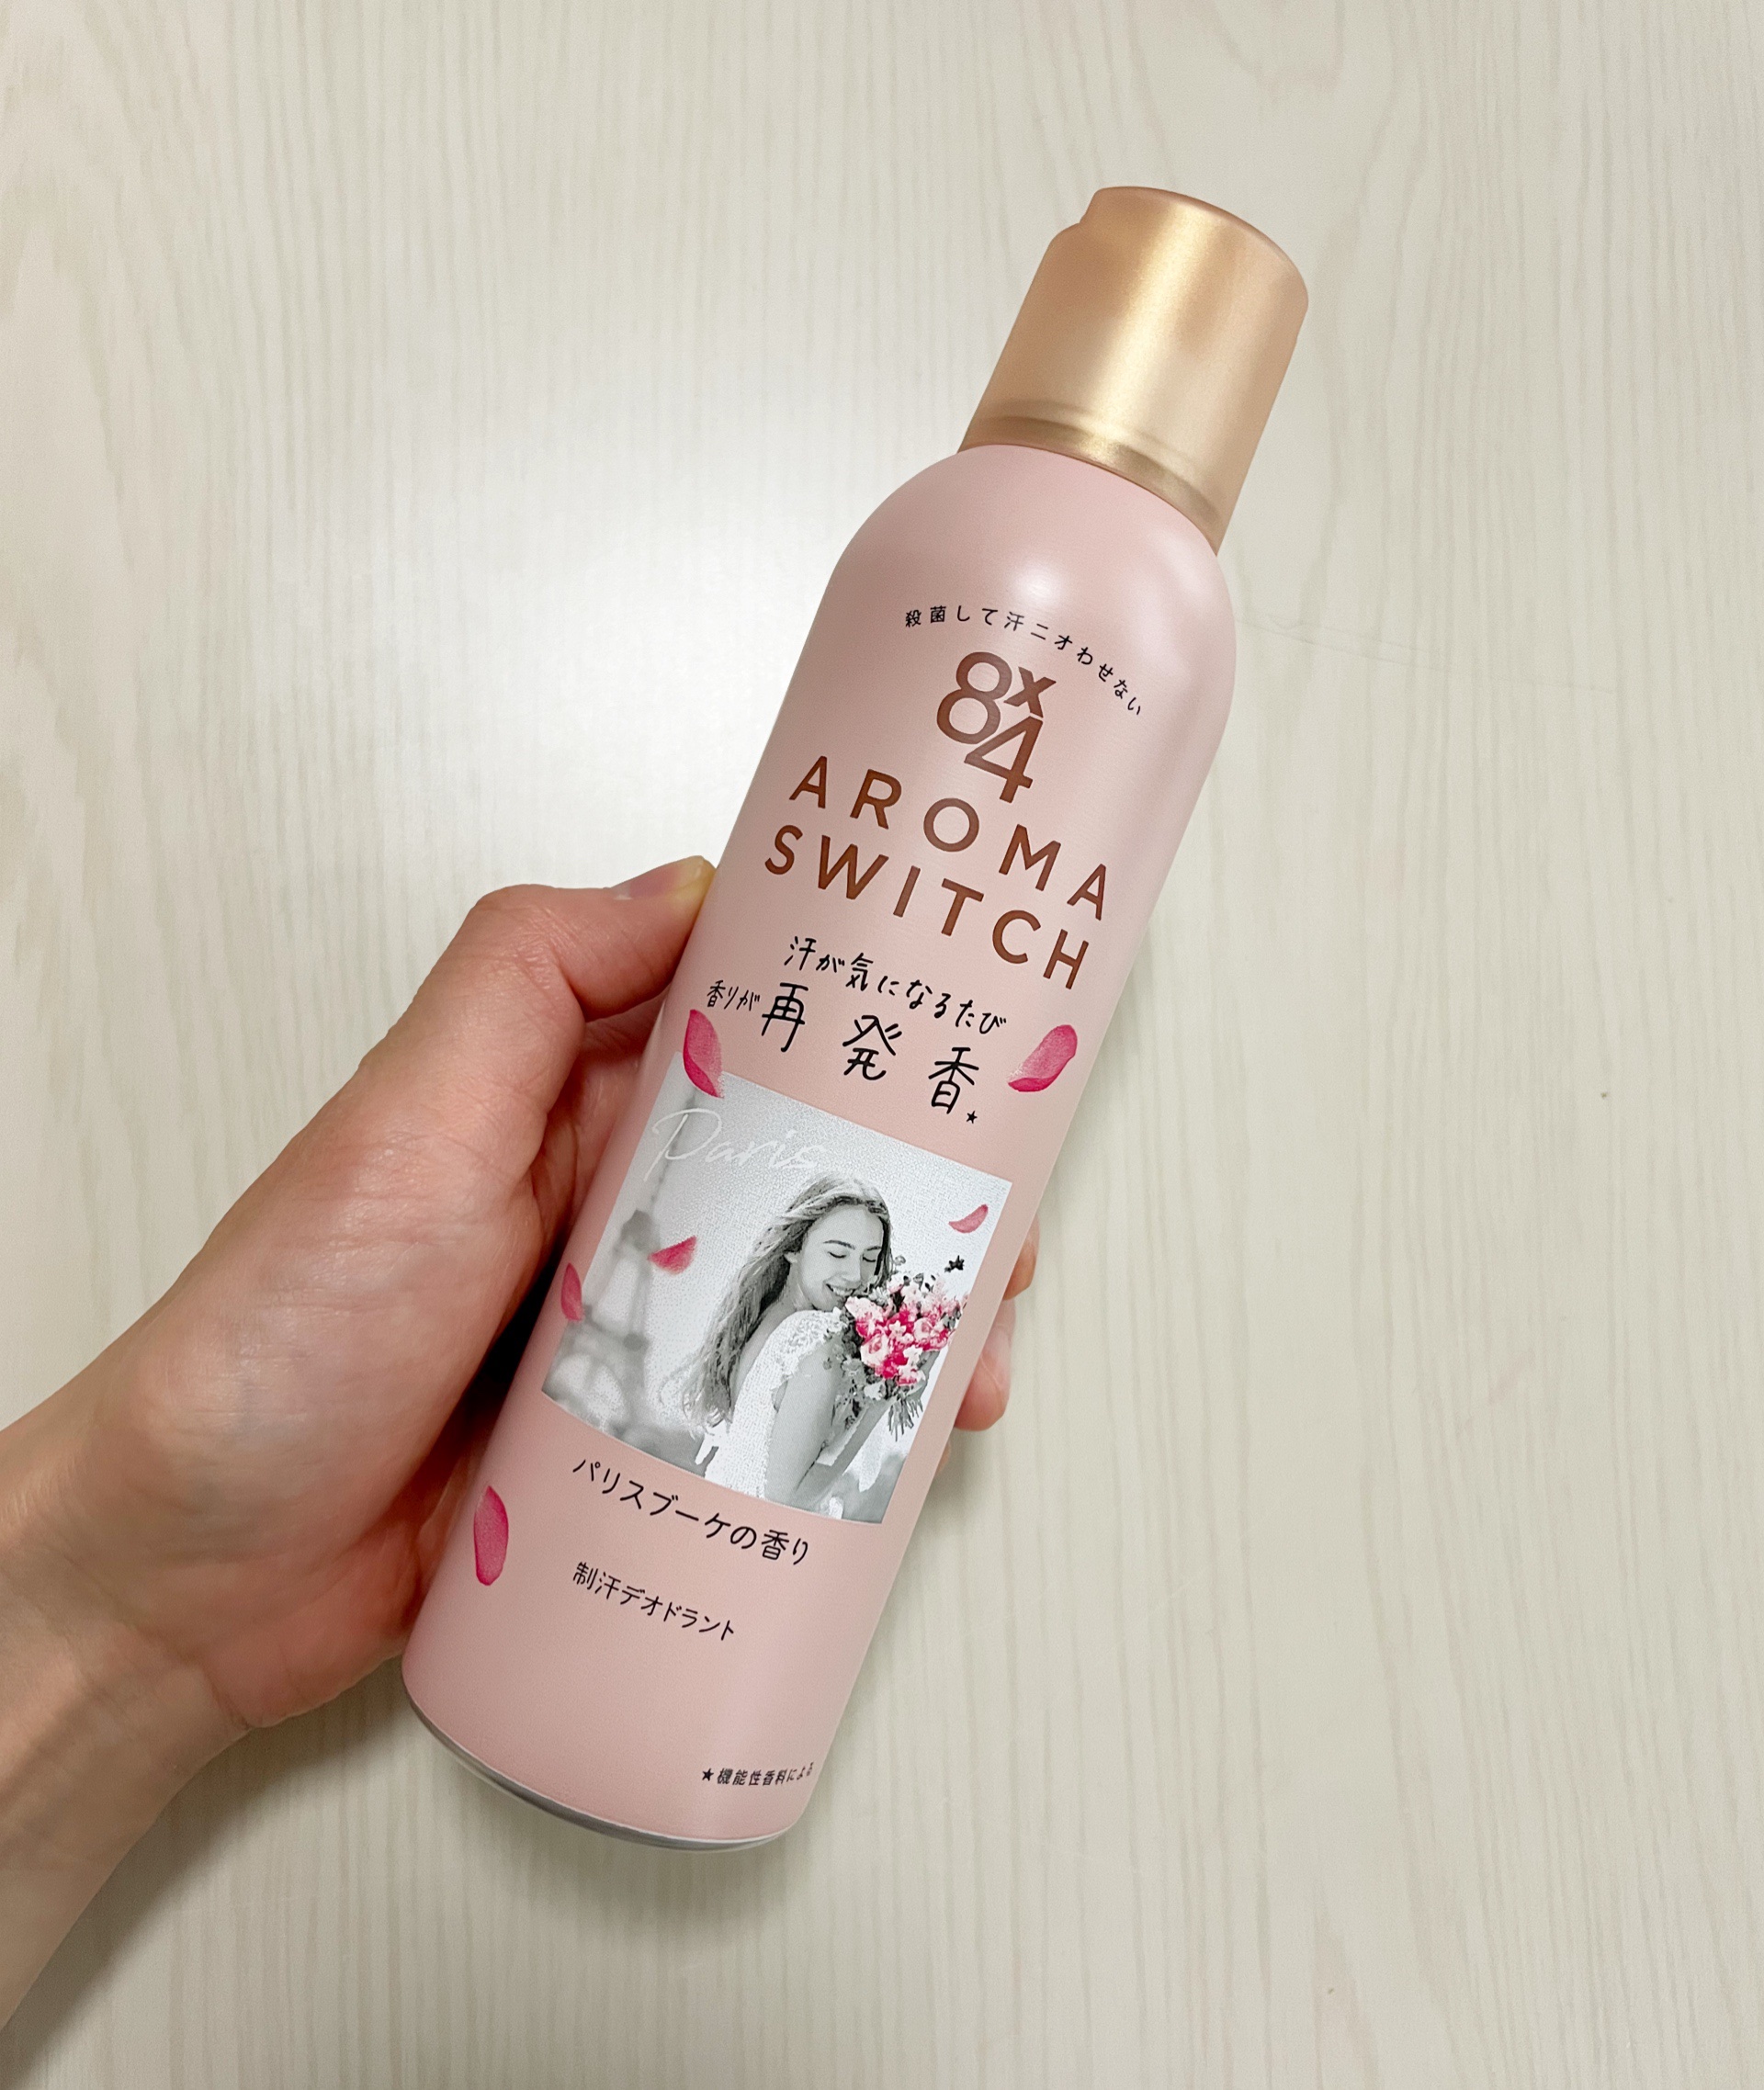 殺菌して汗ニオわせない
8x4
AROMA
SWITCH
汗が気になるたび
香りが再発香★
Paris
パリスブーケの香り
制汗デオドラント
★機能性香料による